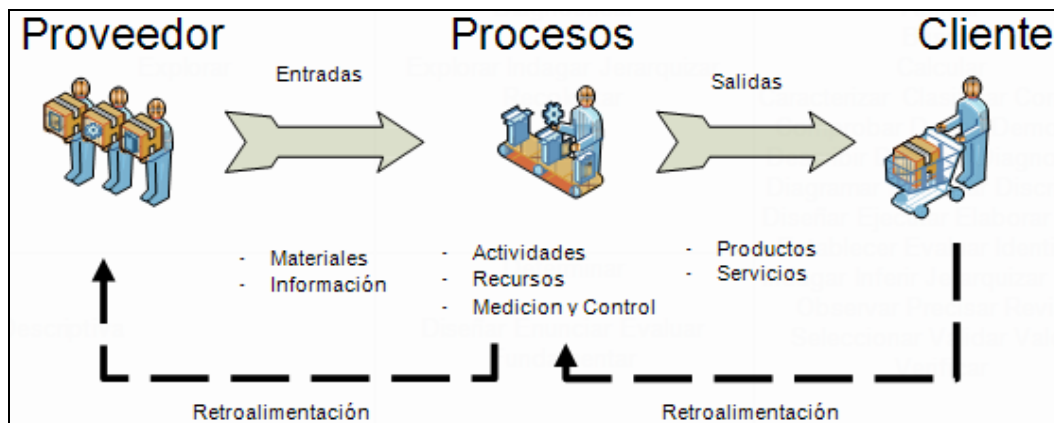 Proveedor
Procesos
Cliente
Entradas
Salidas
- Materiales
- Información
- Actividades
- Recursos
- Medicion y Control
- Productos
- Servicios
Retroalimentación
Retroalimentación